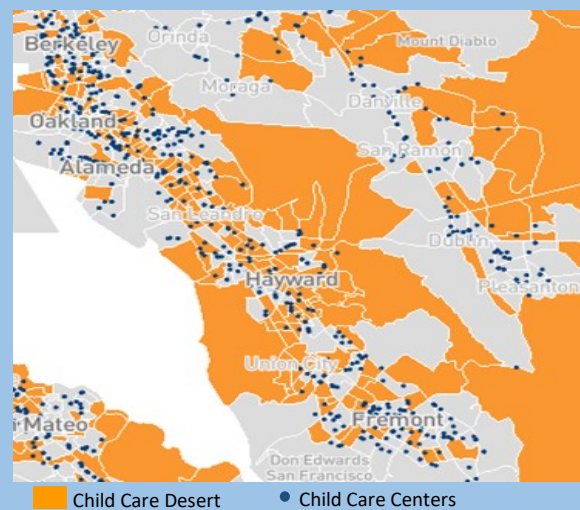 Berkeley
Orinda
Mount Diablo
Moraga
Danville
Oakland
San Ramon
Alameda
San Leandro
Dublin
Hayward
Pleasanton
Union City
Mateo
Fremont
Don Edwards
San Francisco
Child Care Desert
Child Care Centers